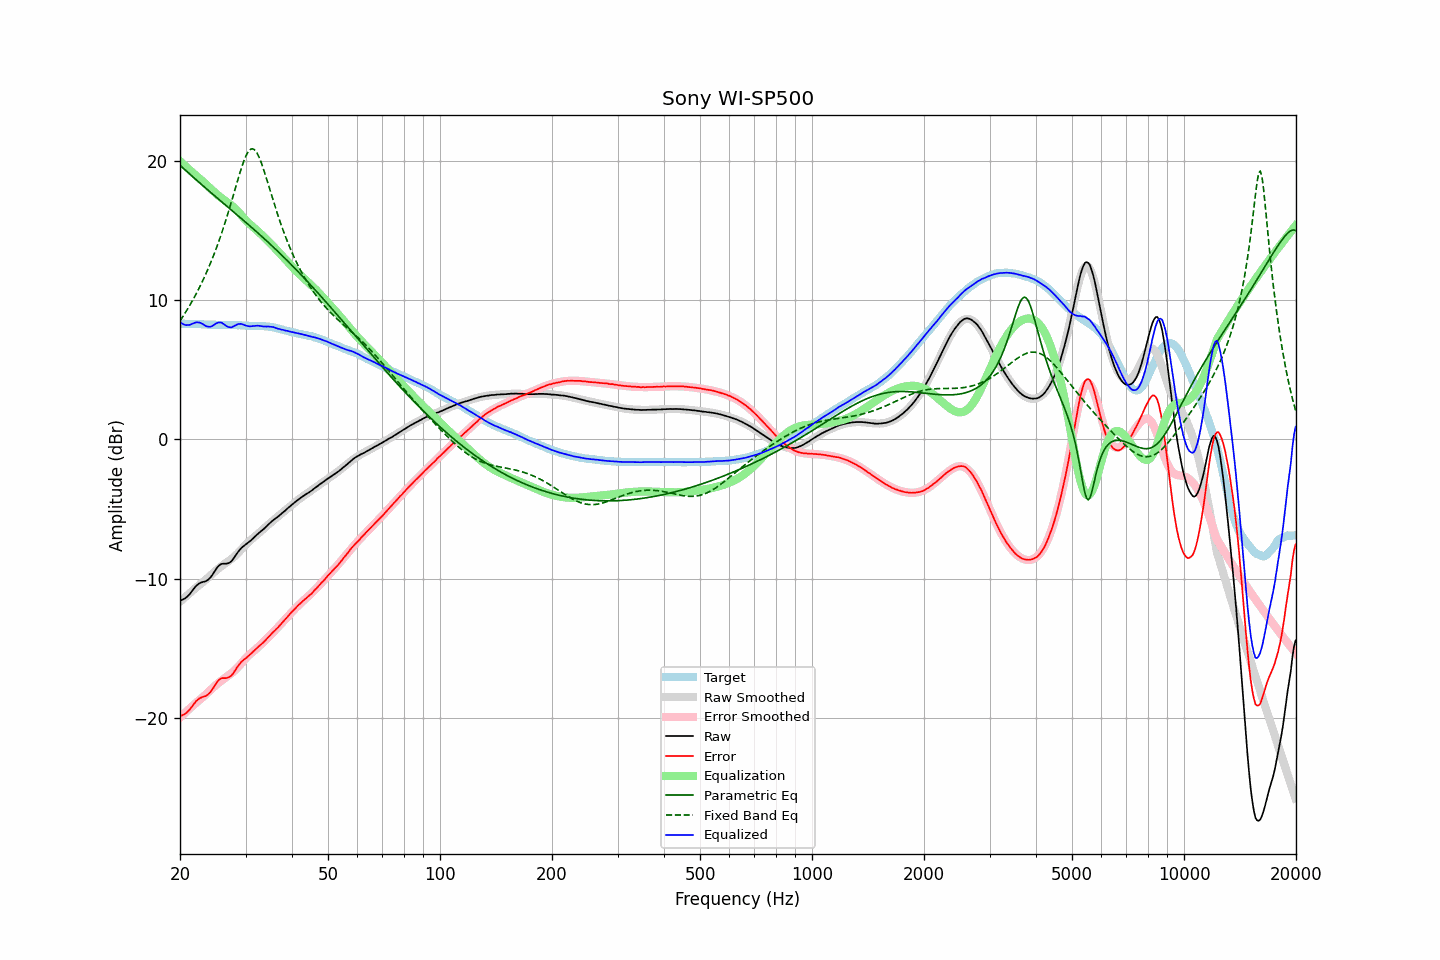 Sony WI-SP500
Amplitude (dBr)
20
10
0
−10
−20
Target
Raw Smoothed
Error Smoothed
Raw
Error
Equalization
Parametric Eq
Fixed Band Eq
Equalized
20 50 100 200 500 1000 2000 5000 10000 20000
Frequency (Hz)